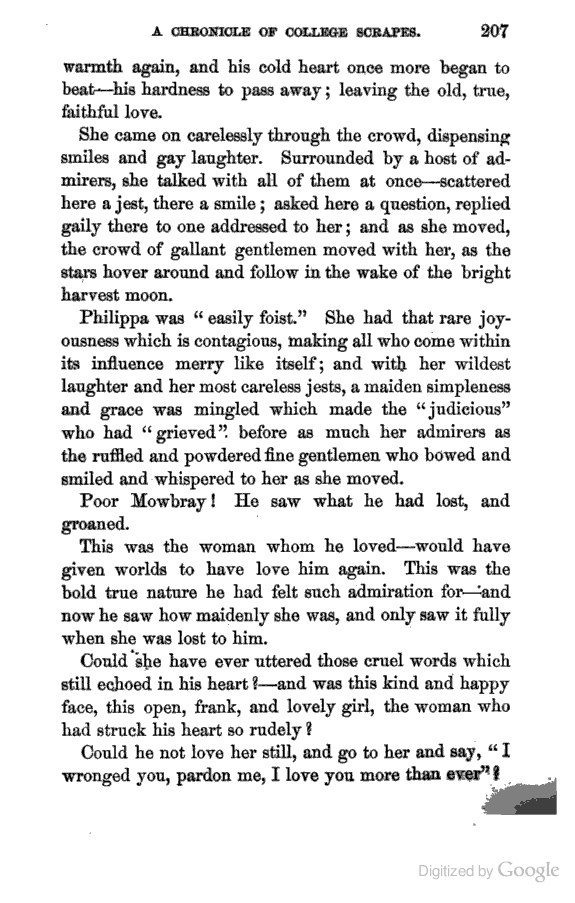 A CHRONICLE OF COLLEGE SCRAPES. 207
warmth again, and his cold heart once more began to
beat—his hardness to pass away; leaving the old, true,
faithful love.
She came on carelessly through the crowd, dispensing
smiles and gay laughter. Surrounded by a host of ad-
mirers, she talked with all of them at once—scattered
here a jest, there a smile; asked here a question, replied
gaily there to one addressed to her; and as she moved,
the crowd of gallant gentlemen moved with her, as the
stars hover around and follow in the wake of the bright
harvest moon.
Philippa was "easily foist." She had that rare joy-
ousness which is contagious, making all who come within
its influence merry like itself; and with her wildest
laughter and her most careless jests, a maiden simpleness
and grace was mingled which made the "judicious"
who had "grieved" before as much her admirers as
the ruffled and powdered fine gentlemen who bowed and
smiled and whispered to her as she moved.
Poor Mowbray! He saw what he had lost, and
groaned.
This was the woman whom he loved—would have
given worlds to have love him again. This was the
bold true nature he had felt such admiration for—and
now he saw how maidenly she was, and only saw it fully
when she was lost to him.
Could she have ever uttered those cruel words which
still echoed in his heart?—and was this kind and happy
face, this open, frank, and lovely girl, the woman who
had struck his heart so rudely?
Could he not love her still, and go to her and say, "I
wronged you, pardon me, I love you more than ever"?
Digitized by Google